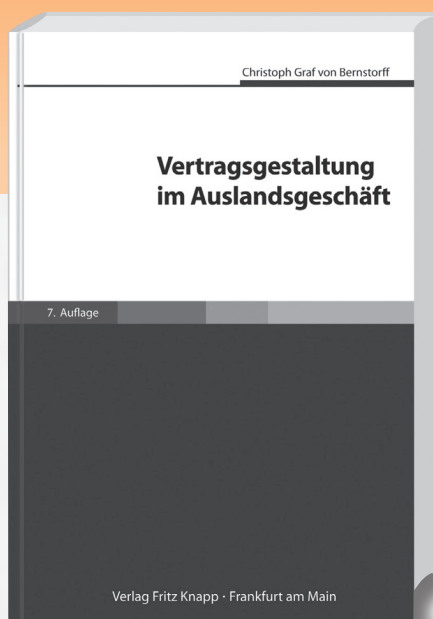 Christoph Graf von Bernstorff
Vertragsgestaltung
im Auslandsgeschäft
7. Auflage
Verlag Fritz Knapp · Frankfurt am Main